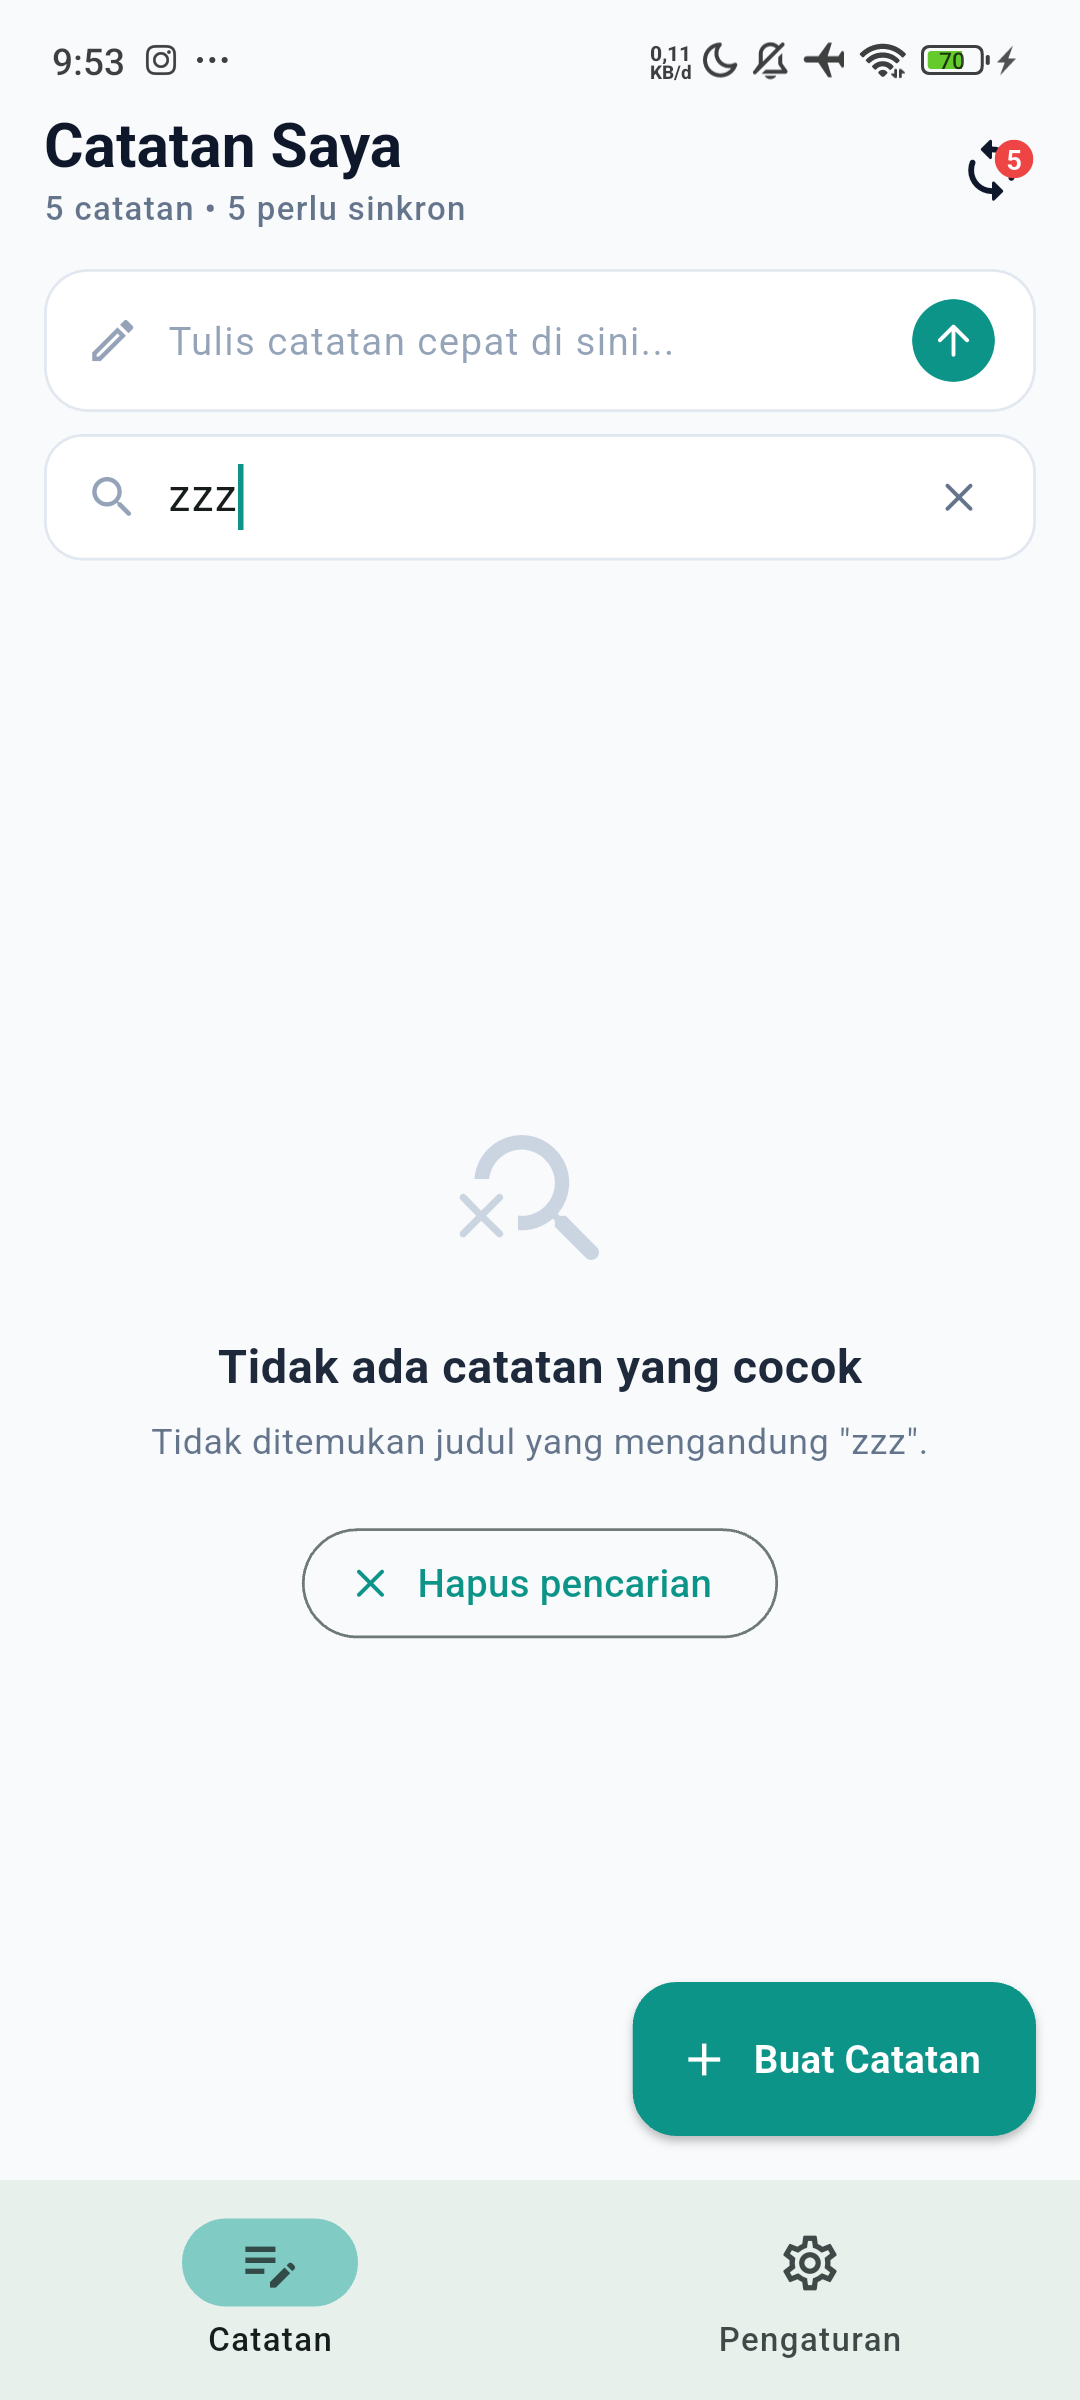 9:53
0,11
KB/d
70
Catatan Saya
5
5 catatan • 5 perlu sinkron
Tulis catatan cepat di sini...
zzz
Tidak ada catatan yang cocok
Tidak ditemukan judul yang mengandung "zzz".
Hapus pencarian
Buat Catatan
Catatan
Pengaturan